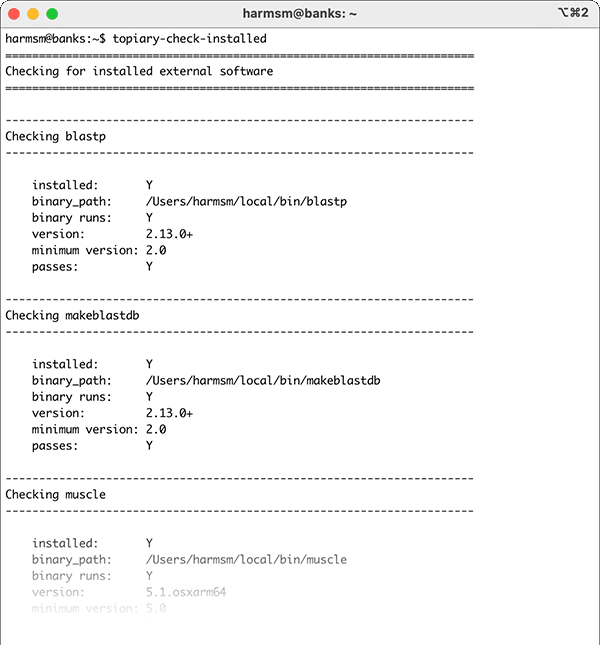 harmsm@banks: ~
⌥⌘2
harmsm@banks:~$ topiary-check-installed
======================================================================
Checking for installed external software
======================================================================
----------------------------------------------------------------------
Checking blastp
----------------------------------------------------------------------
installed:       Y
binary_path:     /Users/harmsm/local/bin/blastp
binary runs:     Y
version:         2.13.0+
minimum version: 2.0
passes:          Y
----------------------------------------------------------------------
Checking makeblastdb
----------------------------------------------------------------------
installed:       Y
binary_path:     /Users/harmsm/local/bin/makeblastdb
binary runs:     Y
version:         2.13.0+
minimum version: 2.0
passes:          Y
----------------------------------------------------------------------
Checking muscle
----------------------------------------------------------------------
installed:       Y
binary_path:     /Users/harmsm/local/bin/muscle
binary runs:     Y
version:         5.1.osxarm64
minimum version: 5.0